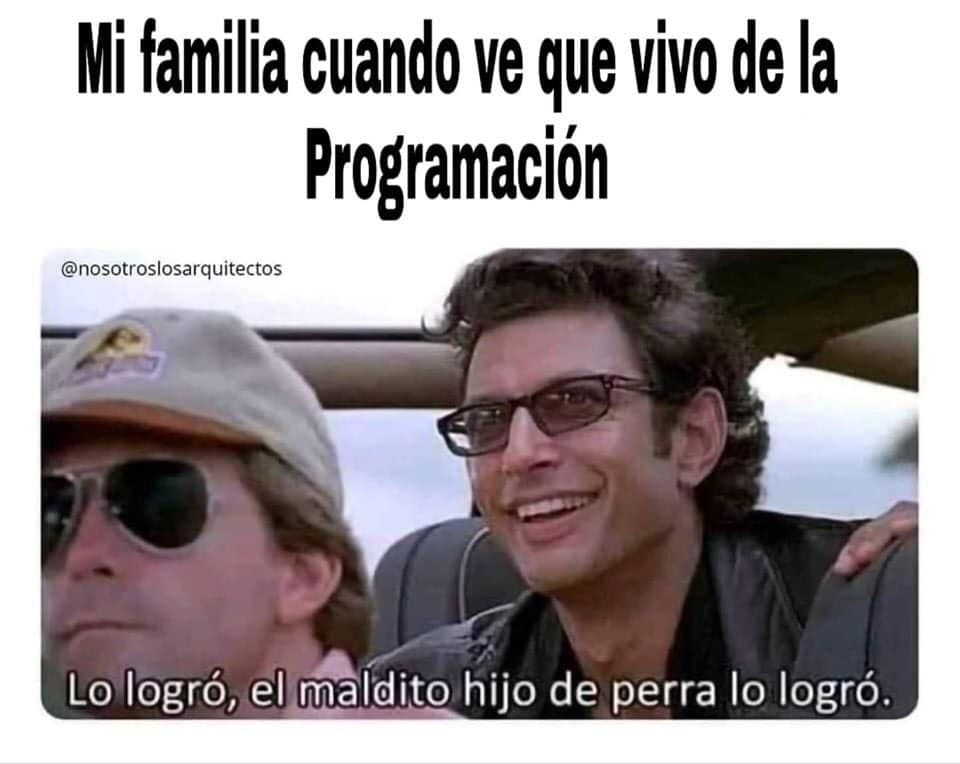 Mi familia cuando ve que vivo de la
Programación
@nosotroslosarquitectos
Lo logró, el maldito hijo de perra lo logró.